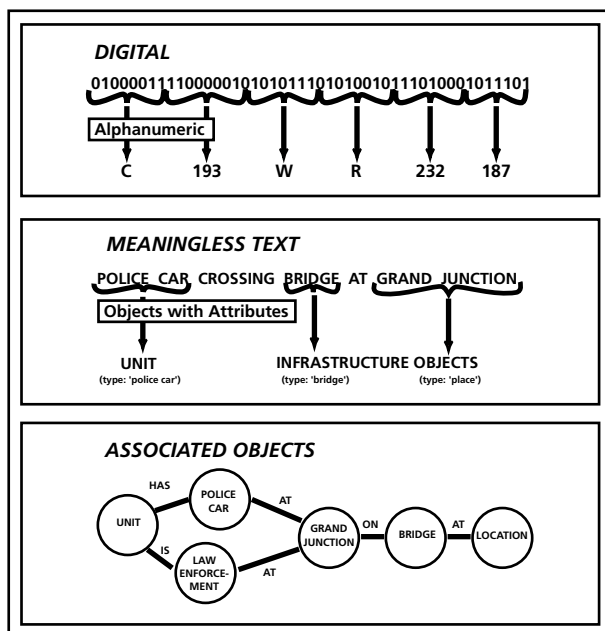 DIGITAL
01000011110000010101011101010010111010001011101
Alphanumeric
C 193 W R 232 187
MEANINGLESS TEXT
POLICE CAR CROSSING BRIDGE AT GRAND JUNCTION
Objects with Attributes
UNIT INFRASTRUCTURE OBJECTS
(type: 'police car') (type: 'bridge') (type: 'place')
ASSOCIATED OBJECTS
HAS
POLICE
CAR
AT
UNIT
GRAND
JUNCTION
ON
BRIDGE
AT
LOCATION
IS
LAW
ENFORCE-
MENT
AT